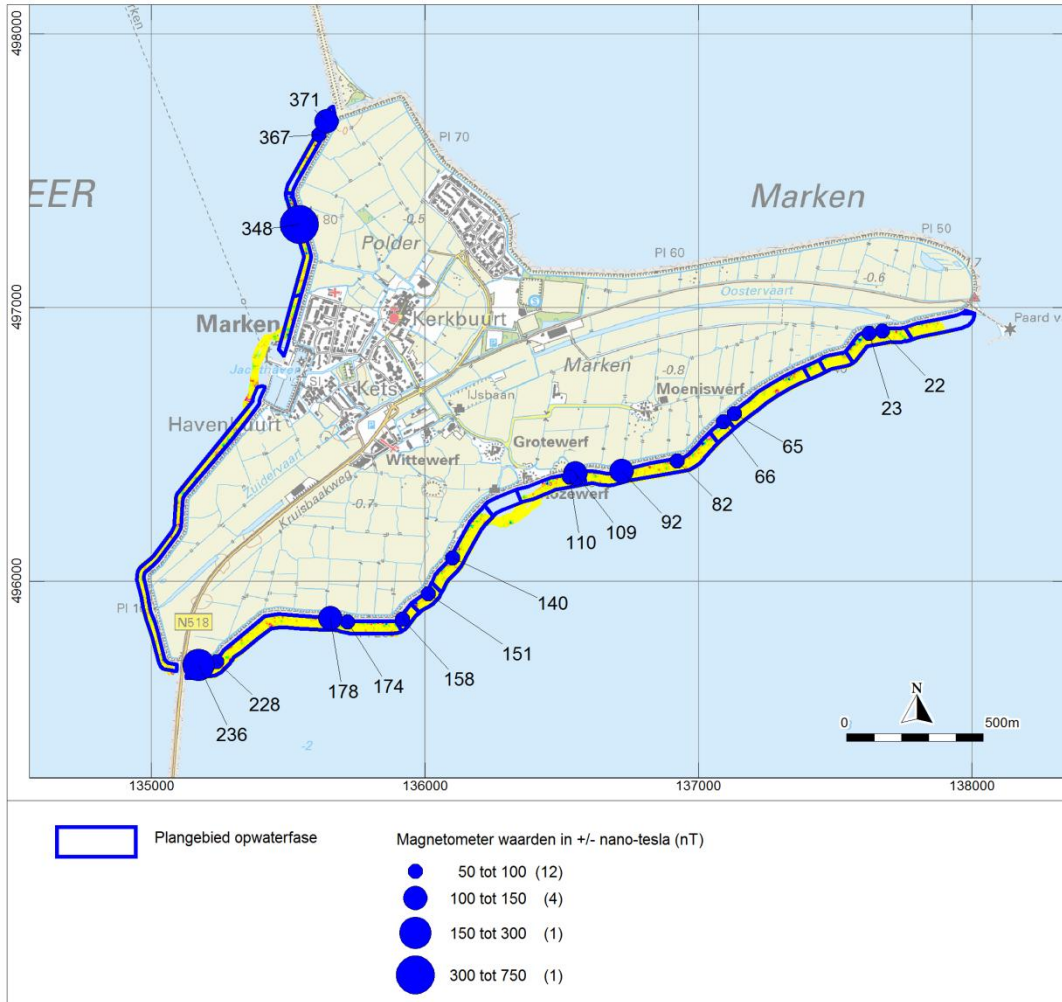 498000
497000
496000
135000
136000
137000
138000
371
367
348
EER
Marken
Pl 70
80
-0.5
Polder
Pl 60
Pl 50
1.7
-0.6
Oostervaart
Marken
Kerkbuurt
Paard v
Marken
-0.8
Moeniswerf
Jachthaven
Kets
IJsbaan
Havenbuurt
Grotewerf
Wittewerf
Rozewerf
Zuidervaart
Kruisbaakweg
-0.7
22
23
65
66
82
92
109
110
140
151
158
174
178
228
236
N518
-2
0 500m
N
Plangebied opwaterfase
Magnetometer waarden in +/- nano-tesla (nT)
50 tot 100 (12)
100 tot 150 (4)
150 tot 300 (1)
300 tot 750 (1)